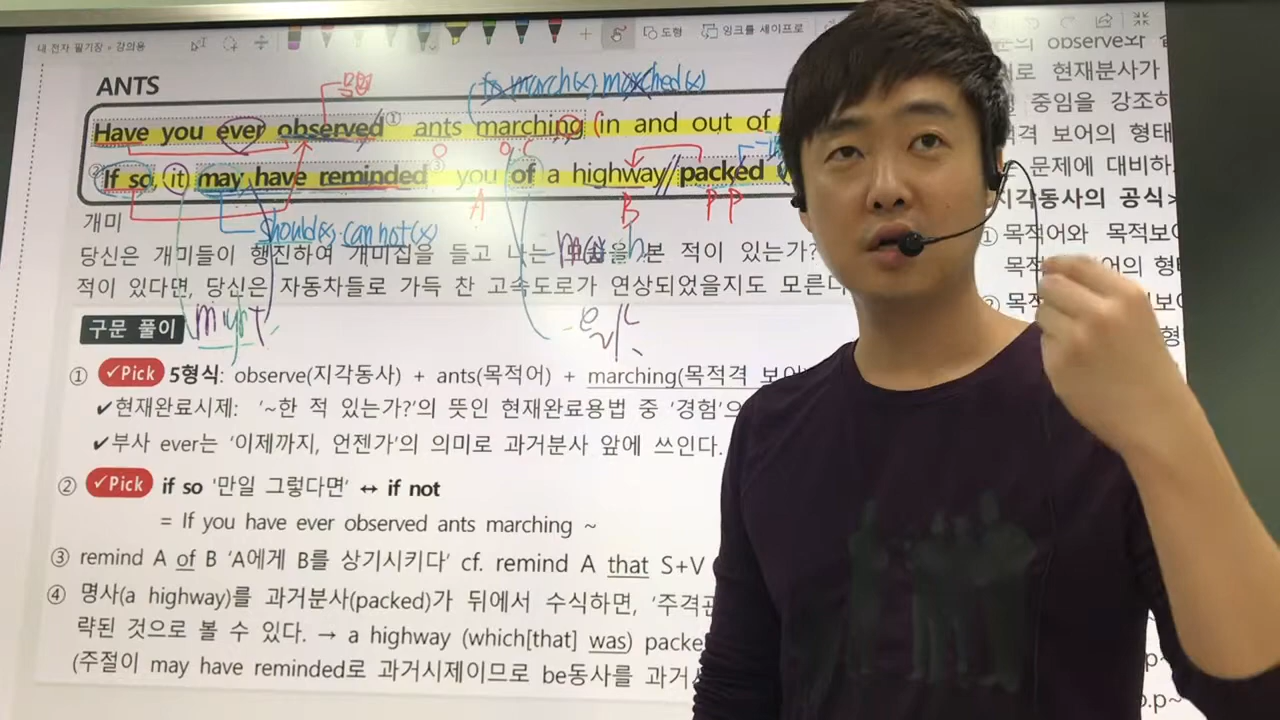 내 전자 필기장 - 강의용
도형
잉크를 셰이프로
ANTS
to march(x), marched(x)
Have you ever observed ① ants marching in and out of
O
O C
② If so, it may have reminded ③ you of a highway packed
A
B
PP
should(x) cannot(x)
개미
당신은 개미들이 행진하여 개미집을 들고 나는 본 적이 있는가?
적이 있다면, 당신은 자동차들로 가득 찬 고속도로가 연상되었을지도 모른다
구문 풀이
① ✓Pick 5형식: observe(지각동사) + ants(목적어) + marching(목적격 보어
✔현재완료시제: '~한 적 있는가?'의 뜻인 현재완료용법 중 '경험'으
✔부사 ever는 '이제까지, 언젠가'의 의미로 과거분사 앞에 쓰인다.
② ✓Pick if so '만일 그렇다면' ↔ if not
= If you have ever observed ants marching ~
③ remind A of B 'A에게 B를 상기시키다' cf. remind A that S+V
④ 명사(a highway)를 과거분사(packed)가 뒤에서 수식하면, '주격관
략된 것으로 볼 수 있다. → a highway (which[that] was) packe
(주절이 may have reminded로 과거시제이므로 be동사를 과거
observe와
로 현재분사가
중임을 강조하
격 보어의 형태
문제에 대비하
지각동사의 공식>
① 목적어와 목적보어
목적 어의 형
② 목적
p.p~